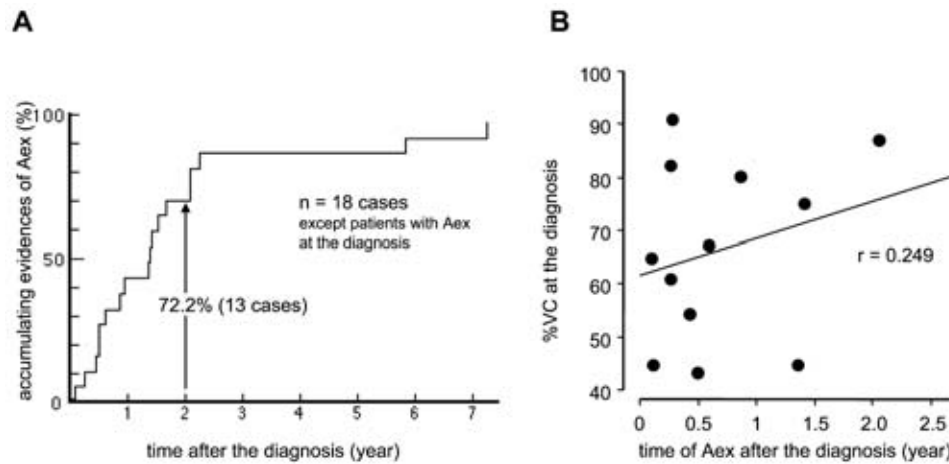 A
accumulating evidences of Aex (%)
100
50
0
n = 18 cases
except patients with Aex
at the diagnosis
72.2% (13 cases)
1 2 3 4 5 6 7
time after the diagnosis (year)
B
%VC at the diagnosis
100
90
80
70
60
50
40
r = 0.249
0 0.5 1 1.5 2 2.5
time of Aex after the diagnosis (year)